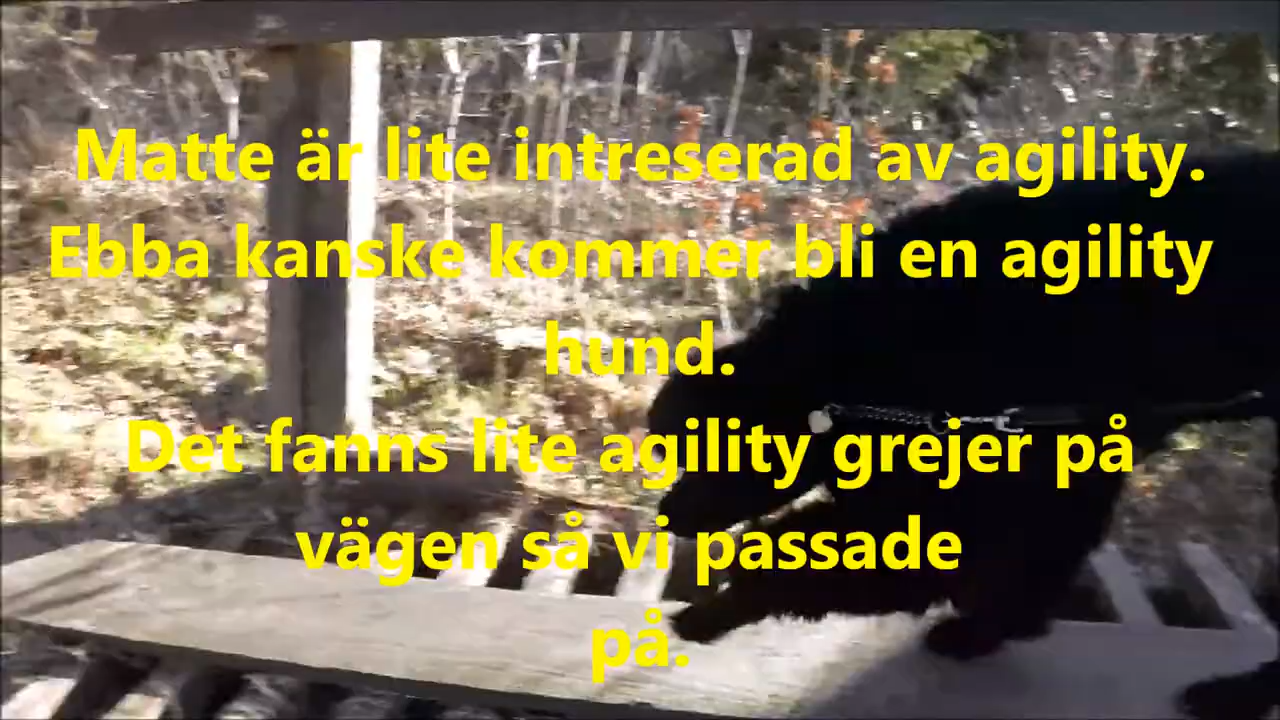 Matte är lite intreserad av agility.
Ebba kanske kommer bli en agility
hund.
Det fanns lite agility grejer på
vägen så vi passade
på.